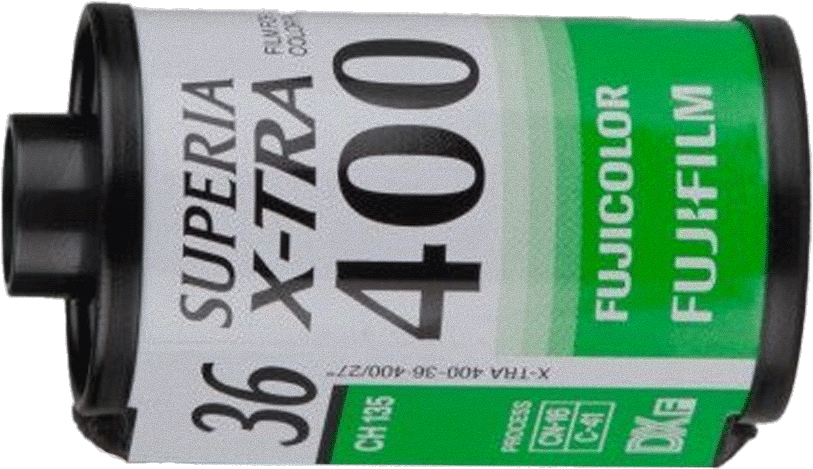 FUJIFILM
FUJICOLOR
400
X-TRA
SUPERIA
36
X-TRA 400-36-400/27°
CH 135
PROCESS
CN-16
C-41
DX